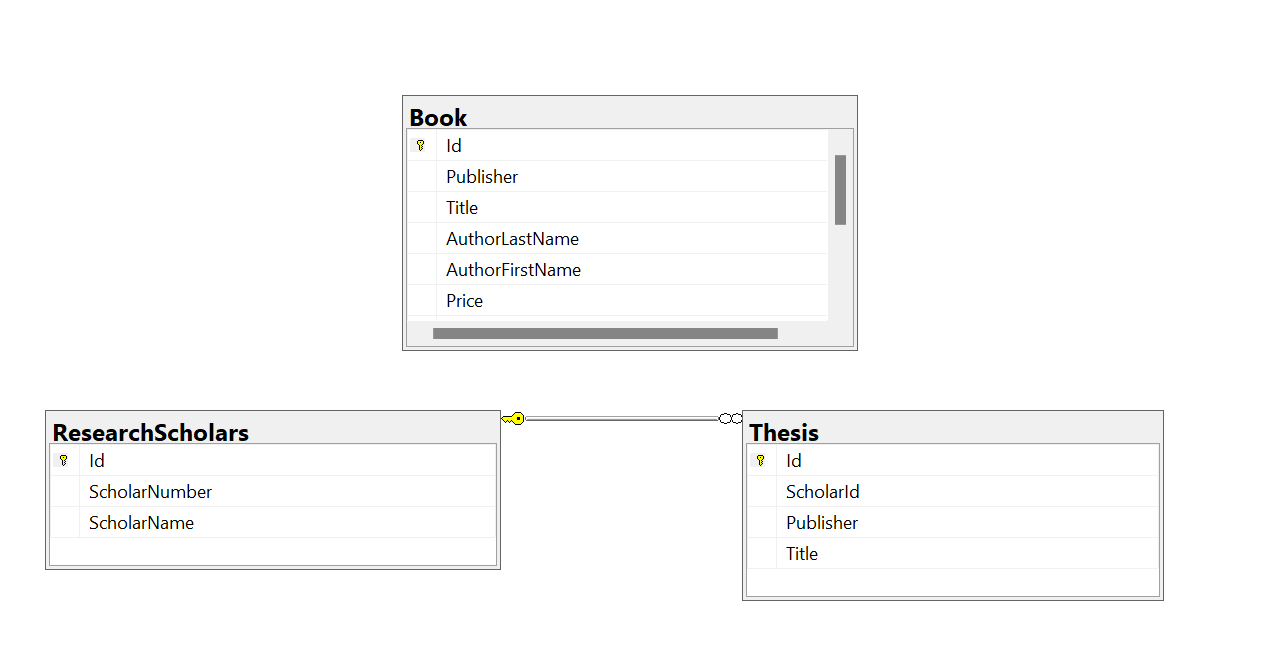 Book
Id
Publisher
Title
AuthorLastName
AuthorFirstName
Price
ResearchScholars
Id
ScholarNumber
ScholarName
Thesis
Id
ScholarId
Publisher
Title